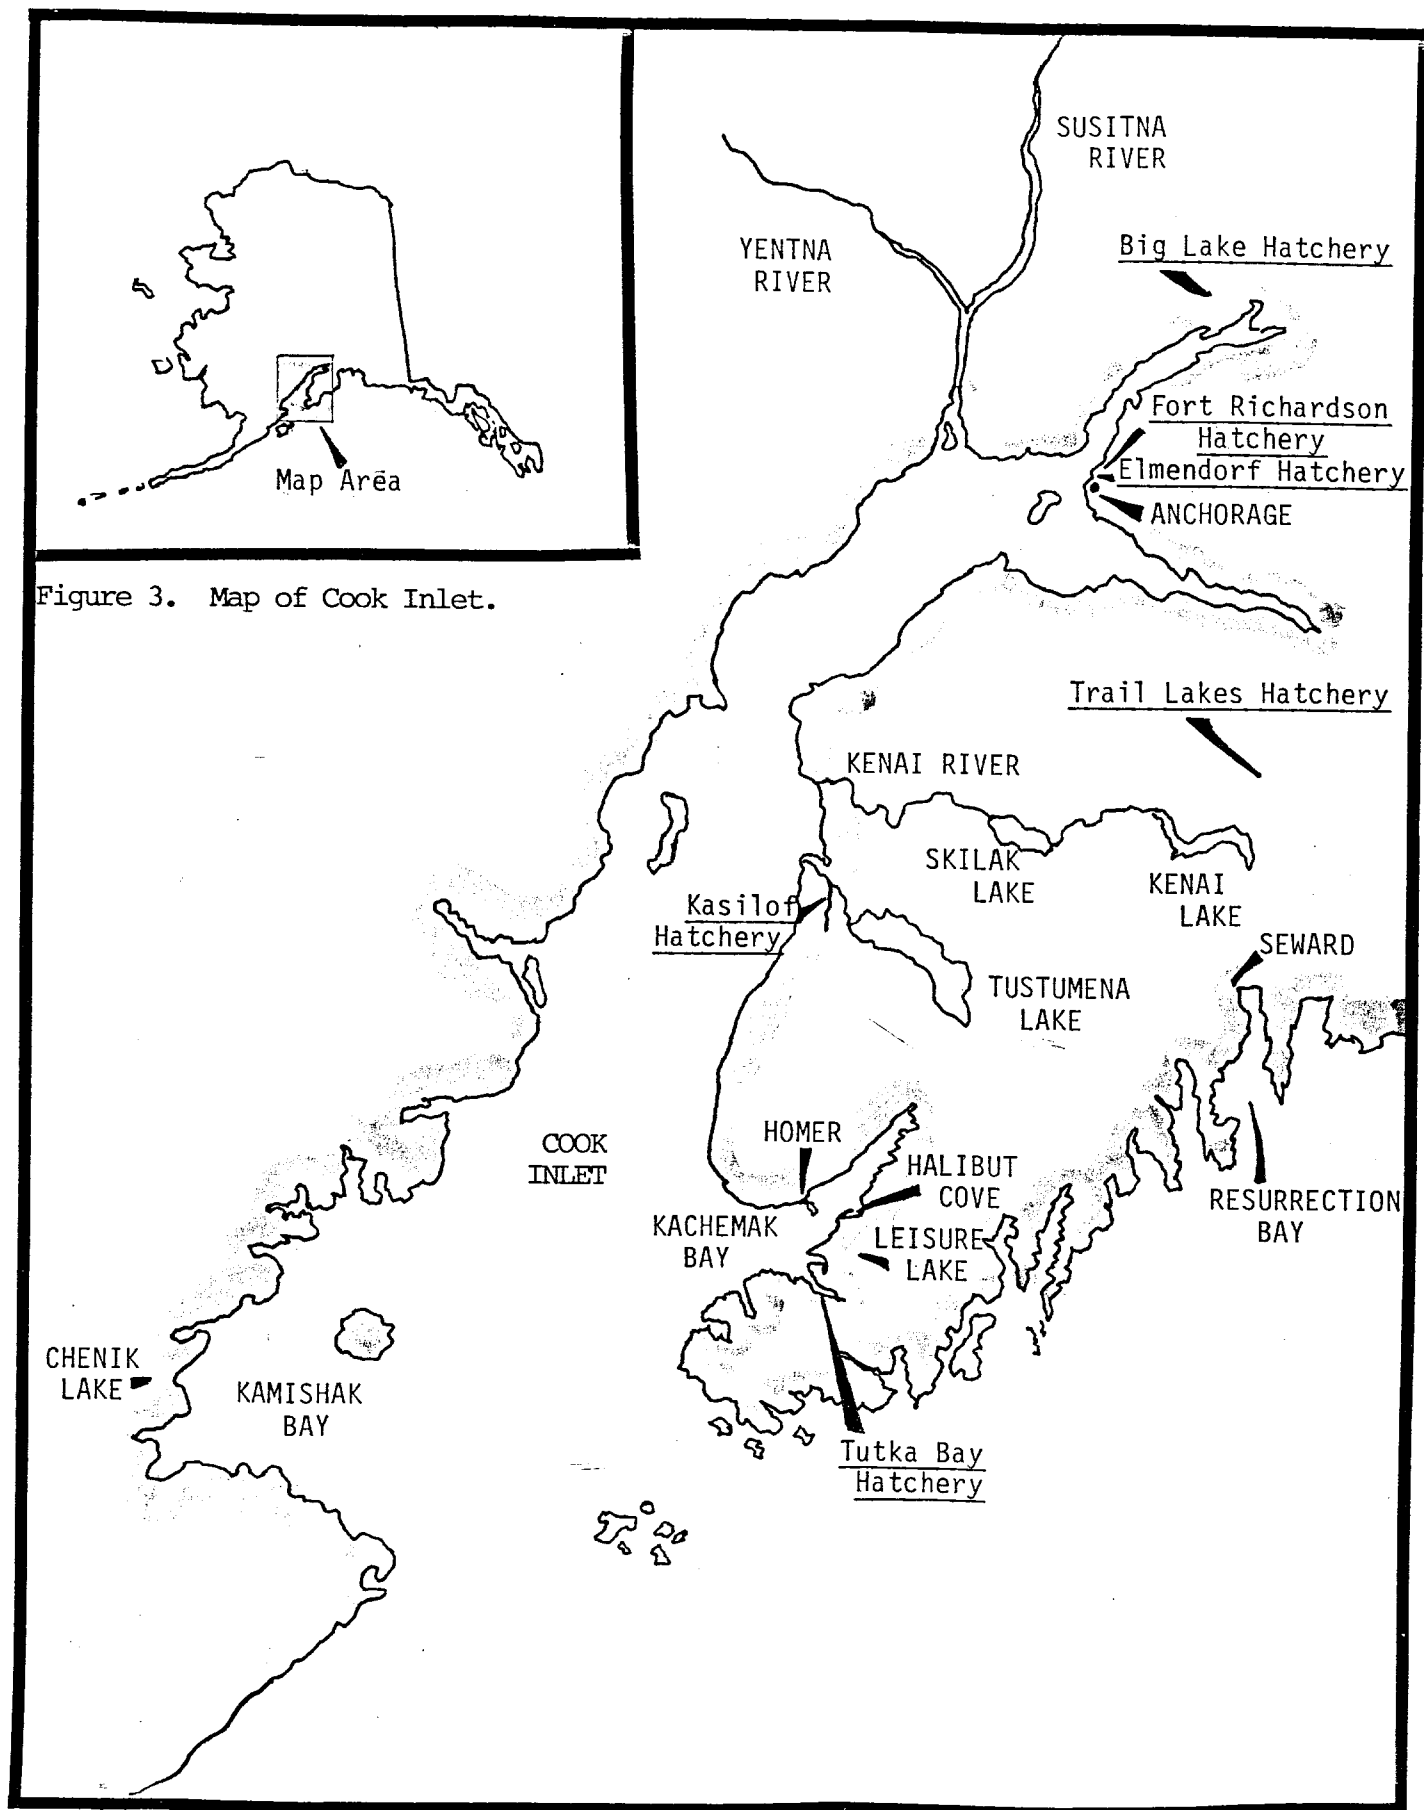 SUSITNA
RIVER
YENTNA
RIVER
Big Lake Hatchery
Fort Richardson
Hatchery
Elmendorf Hatchery
ANCHORAGE
Map Area
Figure 3. Map of Cook Inlet.
Trail Lakes Hatchery
KENAI RIVER
SKILAK
LAKE
KENAI
LAKE
Kasilof
Hatchery
SEWARD
TUSTUMENA
LAKE
HOMER
COOK
INLET
HALIBUT
COVE
RESURRECTION
BAY
KACHEMAK
BAY
LEISURE
LAKE
CHENIK
LAKE
KAMISHAK
BAY
Tutka Bay
Hatchery